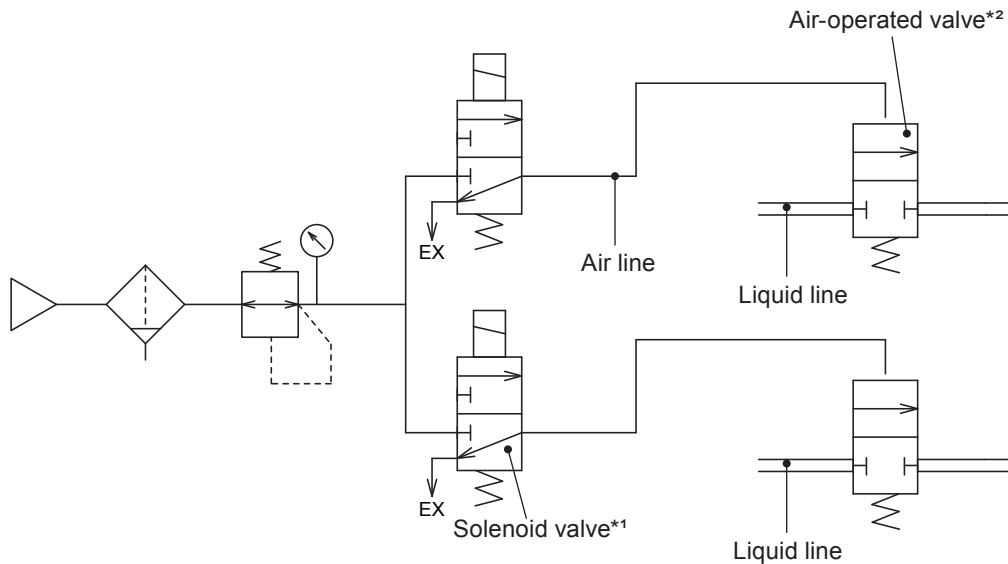 Air-operated valve*²
EX
Air line
Liquid line
EX
Solenoid valve*¹
Liquid line